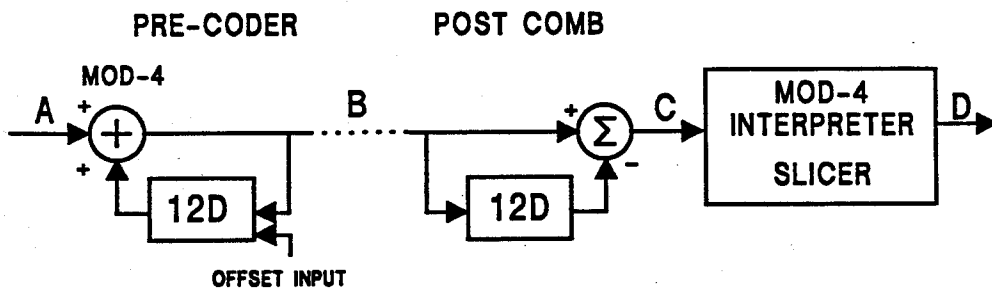 PRE-CODER
POST COMB
MOD-4
A
+
+
+
12D
OFFSET INPUT
B
+
Σ
-
12D
C
MOD-4
INTERPRETER
SLICER
D